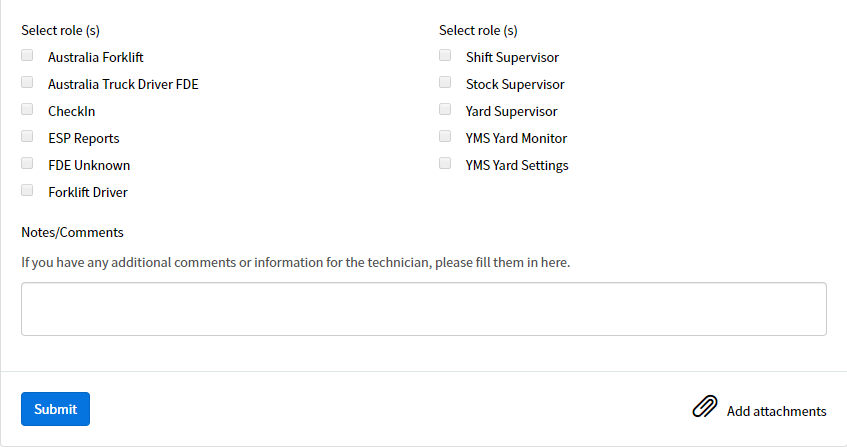 Select role (s)
Australia Forklift
Australia Truck Driver FDE
CheckIn
ESP Reports
FDE Unknown
Forklift Driver
Select role (s)
Shift Supervisor
Stock Supervisor
Yard Supervisor
YMS Yard Monitor
YMS Yard Settings
Notes/Comments
If you have any additional comments or information for the technician, please fill them in here.
Submit
Add attachments